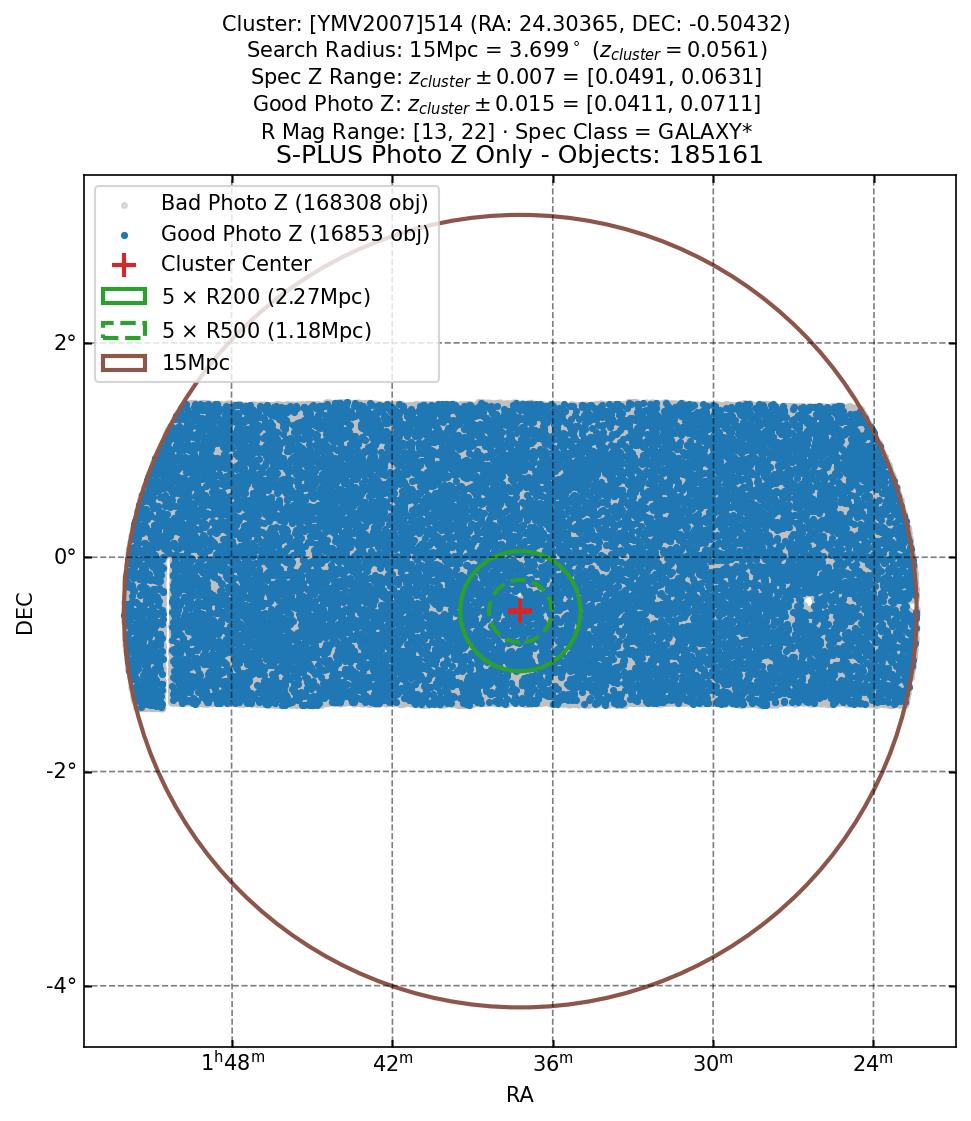 Cluster: [YMV2007]514 (RA: 24.30365, DEC: -0.50432)
Search Radius: 15Mpc = 3.699° (z_cluster = 0.0561)
Spec Z Range: z_cluster ± 0.007 = [0.0491, 0.0631]
Good Photo Z: z_cluster ± 0.015 = [0.0411, 0.0711]
R Mag Range: [13, 22] · Spec Class = GALAXY*
S-PLUS Photo Z Only - Objects: 185161
Bad Photo Z (168308 obj)
Good Photo Z (16853 obj)
Cluster Center
5 × R200 (2.27Mpc)
5 × R500 (1.18Mpc)
15Mpc
2°
0°
-2°
-4°
DEC
1ʰ48ᵐ
42ᵐ
36ᵐ
30ᵐ
24ᵐ
RA